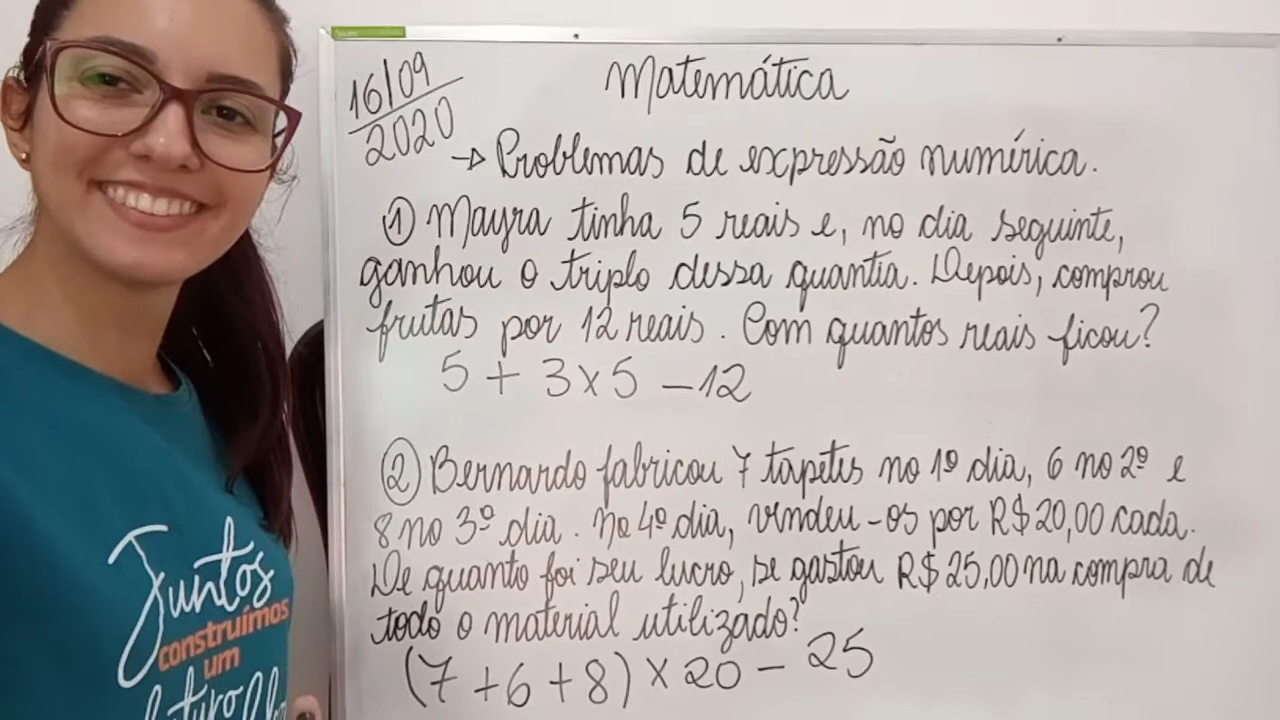 16/09
2020
Matemática
→ Problemas de expressão numérica.
① Mayra tinha 5 reais e, no dia seguinte,
ganhou o triplo dessa quantia. Depois, comprou
frutas por 12 reais. Com quantos reais ficou?
5 + 3 x 5 - 12
② Bernardo fabricou 7 tapetes no 1º dia, 6 no 2º e
8 no 3º dia. No 4º dia, vendeu-os por R$ 20,00 cada.
De quanto foi seu lucro, se gastou R$ 25,00 na compra de
todo o material utilizado?
(7 + 6 + 8) x 20 - 25
Juntos
construímos
um
futuro